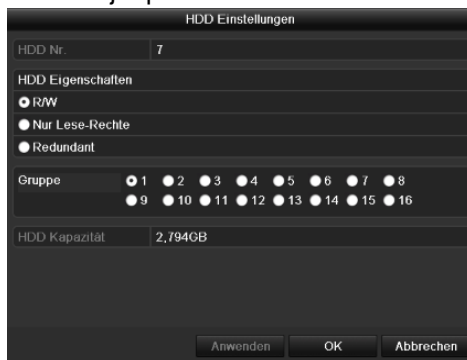 HDD Einstellungen
HDD Nr. 7
HDD Eigenschaften
R/W
Nur Lese-Rechte
Redundant
Gruppe 1 2 3 4 5 6 7 8
9 10 11 12 13 14 15 16
HDD Kapazität 2,794GB
Anwenden OK Abbrechen